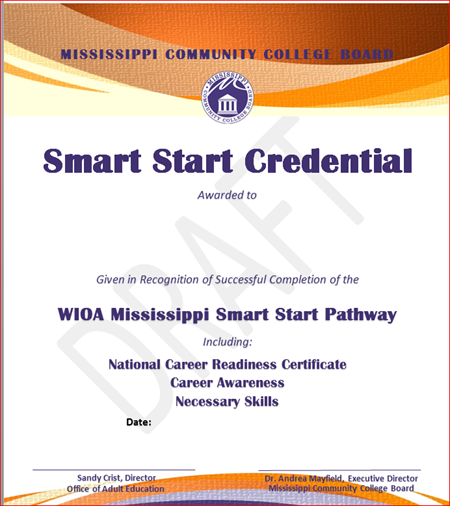 MISSISSIPPI COMMUNITY COLLEGE BOARD
MISSISSIPPI
COMMUNITY COLLEGE BOARD
Smart Start Credential
Awarded to
DRAFT
Given in Recognition of Successful Completion of the
WIOA Mississippi Smart Start Pathway
Including:
National Career Readiness Certificate
Career Awareness
Necessary Skills
Date:
Sandy Crist, Director
Office of Adult Education
Dr. Andrea Mayfield, Executive Director
Mississippi Community College Board